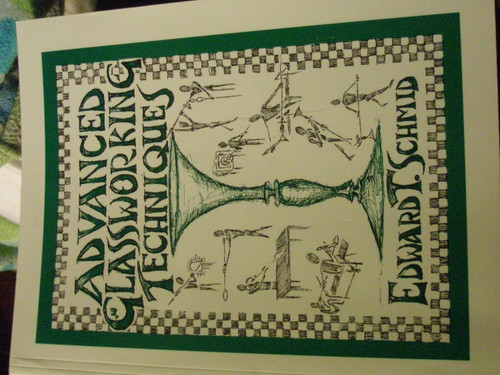 ADVANCED
GLASSWORKING
TECHNIQUES
EDWARD T. SCHMID